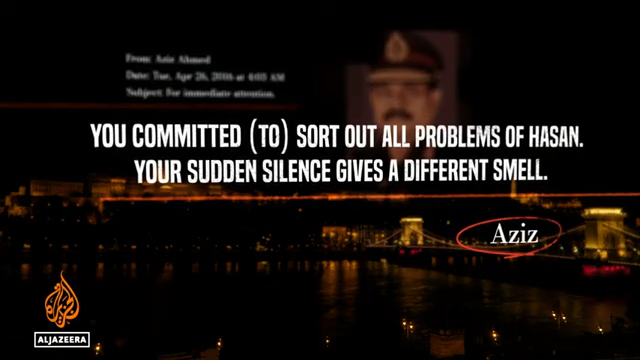 From: Aziz Ahmed
Date: Tue, Apr 26, 2016 at 4:05 AM
Subject: For immediate attention.
YOU COMMITTED (TO) SORT OUT ALL PROBLEMS OF HASAN.
YOUR SUDDEN SILENCE GIVES A DIFFERENT SMELL.
Aziz
ALJAZEERA